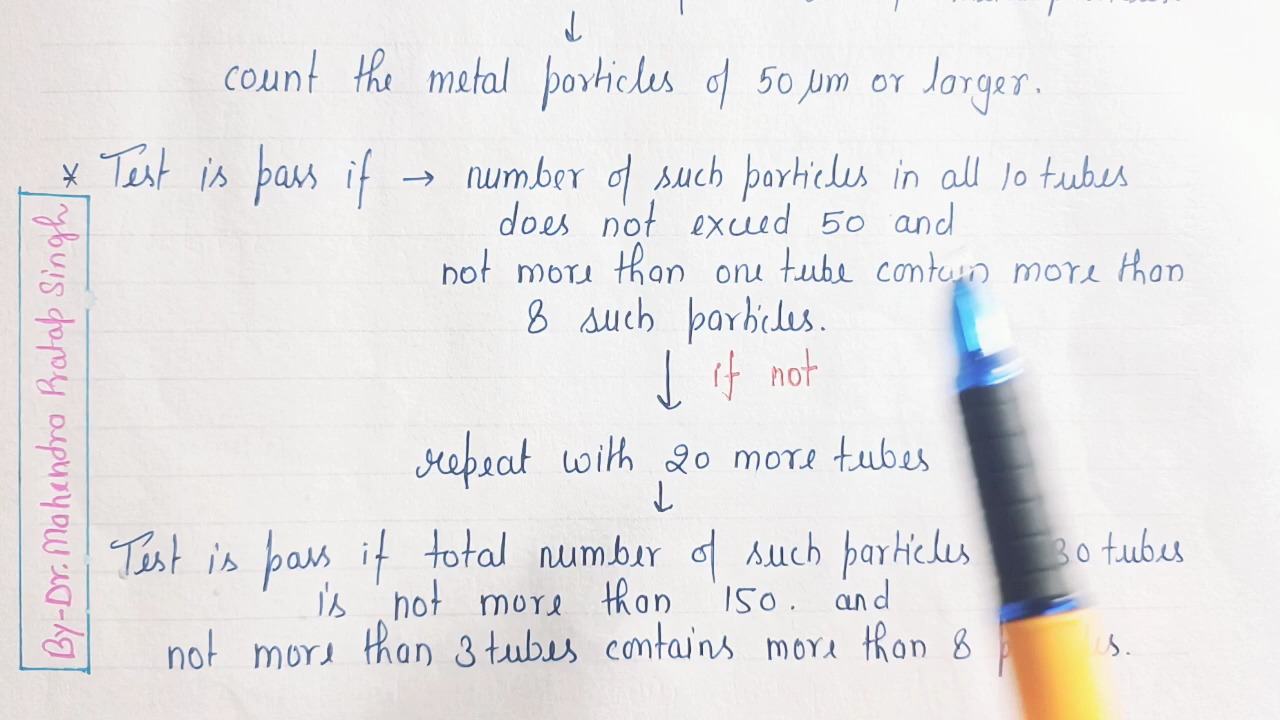 ↓
count the metal particles of 50 µm or larger.
* Test is pass if → number of such particles in all 10 tubes
does not exceed 50 and
not more than one tube contain more than
8 such particles.
↓ if not
repeat with 20 more tubes
↓
Test is pass if total number of such particles 30 tubes
is not more than 150. and
not more than 3 tubes contains more than 8
By-Dr. Mahendra Pratap Singh